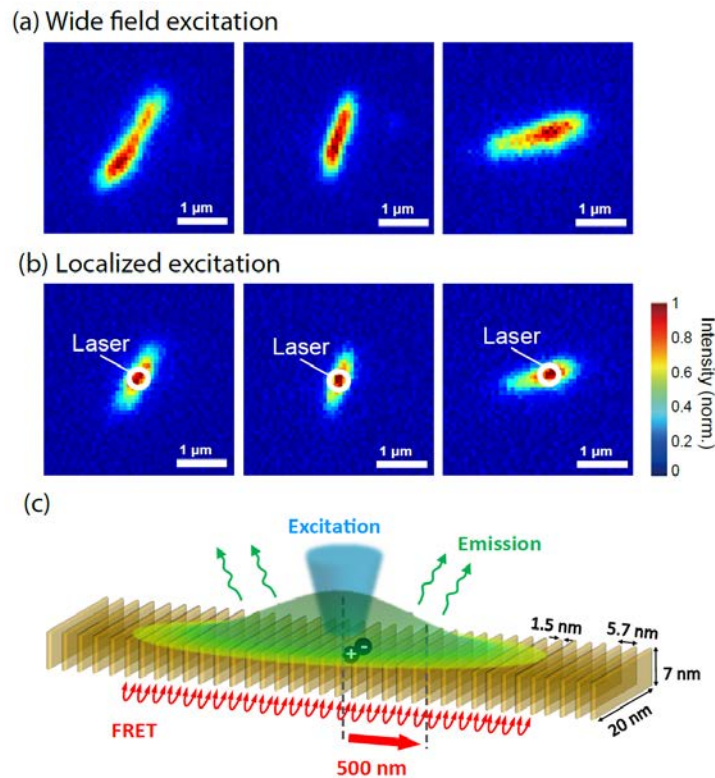 (a) Wide field excitation
1 µm
1 µm
1 µm
(b) Localized excitation
Laser
Laser
Laser
1 µm
1 µm
1 µm
1
0.8
0.6
0.4
0.2
0
Intensity (norm.)
(c)
Excitation
Emission
1.5 nm
5.7 nm
7 nm
20 nm
+
-
FRET
500 nm